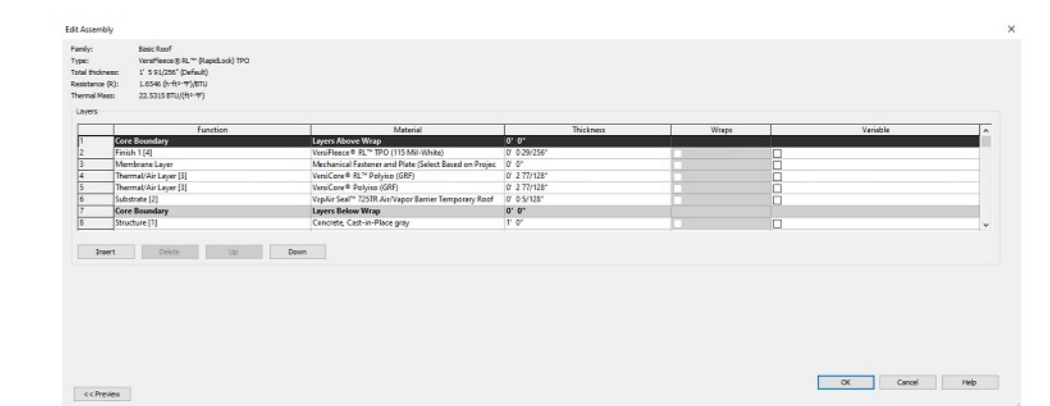 Edit Assembly
Family: Basic Roof
Type: VersiFleece® RL™ (RapidLock) TPO
Total thickness: 1' 5 91/256" (Default)
Resistance (R): 1.6546 (h·ft²·°F)/BTU
Thermal Mass: 22.5315 BTU/(ft²·°F)
Layers
Function Material Thickness Wraps Variable
1 Core Boundary Layers Above Wrap 0' 0"
2 Finish 1 [4] VersiFleece® RL™ TPO (115 Mil-White) 0' 0 29/256"
3 Membrane Layer Mechanical Fastener and Plate (Select Based on Projec 0' 0"
4 Thermal/Air Layer [3] VersiCore® RL™ Polyiso (GRF) 0' 2 77/128"
5 Thermal/Air Layer [3] VersiCore® Polyiso (GRF) 0' 2 77/128"
6 Substrate [2] VapAir Seal™ 725TR Air/Vapor Barrier Temporary Roof 0' 0 5/128"
7 Core Boundary Layers Below Wrap 0' 0"
8 Structure [1] Concrete, Cast-in-Place gray 1' 0"
Insert Delete Up Down
OK Cancel Help
<< Preview